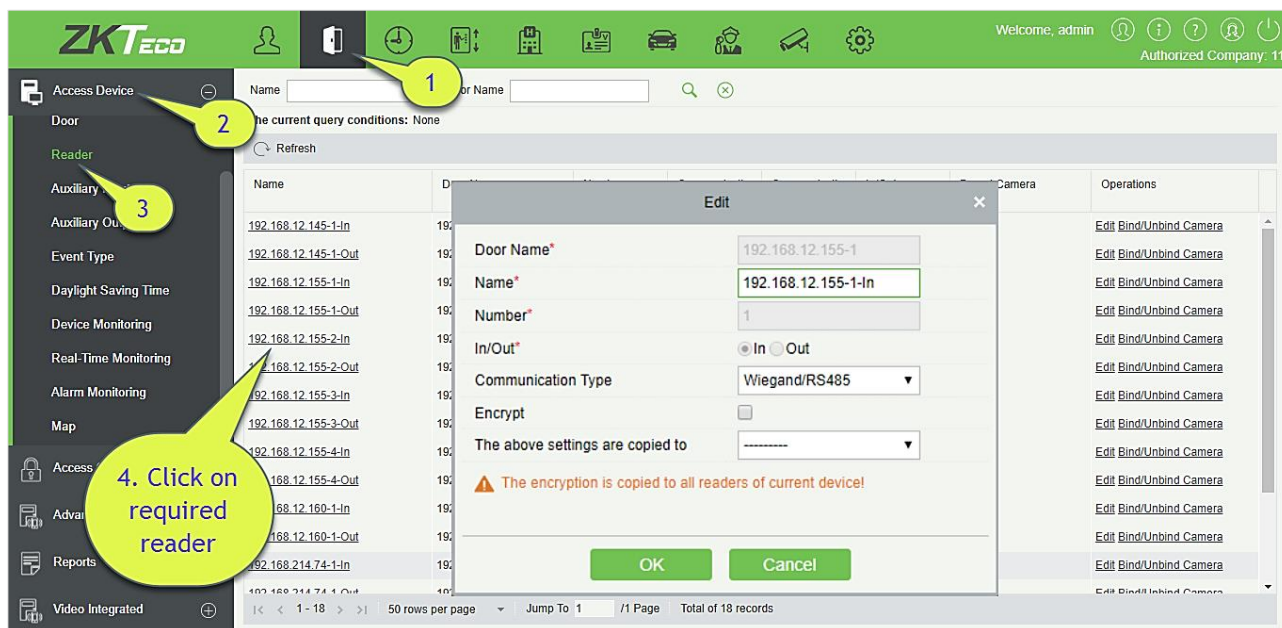 ZKTECO
Welcome, admin
Authorized Company: 11
1
Access Device
2
Door
Reader
3
Auxiliary
Auxiliary
Event Type
Daylight Saving Time
Device Monitoring
Real-Time Monitoring
Alarm Monitoring
Map
Access
Reports
Video Integrated
Name
Name
The current query conditions: None
Refresh
Name Camera Operations
192.168.12.145-1-In Edit Bind/Unbind Camera
192.168.12.145-1-Out Edit Bind/Unbind Camera
192.168.12.155-1-In Edit Bind/Unbind Camera
192.168.12.155-1-Out Edit Bind/Unbind Camera
192.168.12.155-2-In Edit Bind/Unbind Camera
192.168.12.155-2-Out Edit Bind/Unbind Camera
192.168.12.155-3-In Edit Bind/Unbind Camera
192.168.12.155-3-Out Edit Bind/Unbind Camera
192.168.12.155-4-In Edit Bind/Unbind Camera
168.12.155-4-Out Edit Bind/Unbind Camera
68.12.160-1-In Edit Bind/Unbind Camera
168.12.160-1-Out Edit Bind/Unbind Camera
192.168.214.74-1-In Edit Bind/Unbind Camera
192.168.214.74-1-Out Edit Bind/Unbind Camera
4. Click on
required
reader
Edit
Door Name* 192.168.12.155-1
Name* 192.168.12.155-1-In
Number* 1
In/Out* In Out
Communication Type Wiegand/RS485
Encrypt
The above settings are copied to ---------
The encryption is copied to all readers of current device!
OK Cancel
1 - 18 50 rows per page Jump To 1 /1 Page Total of 18 records